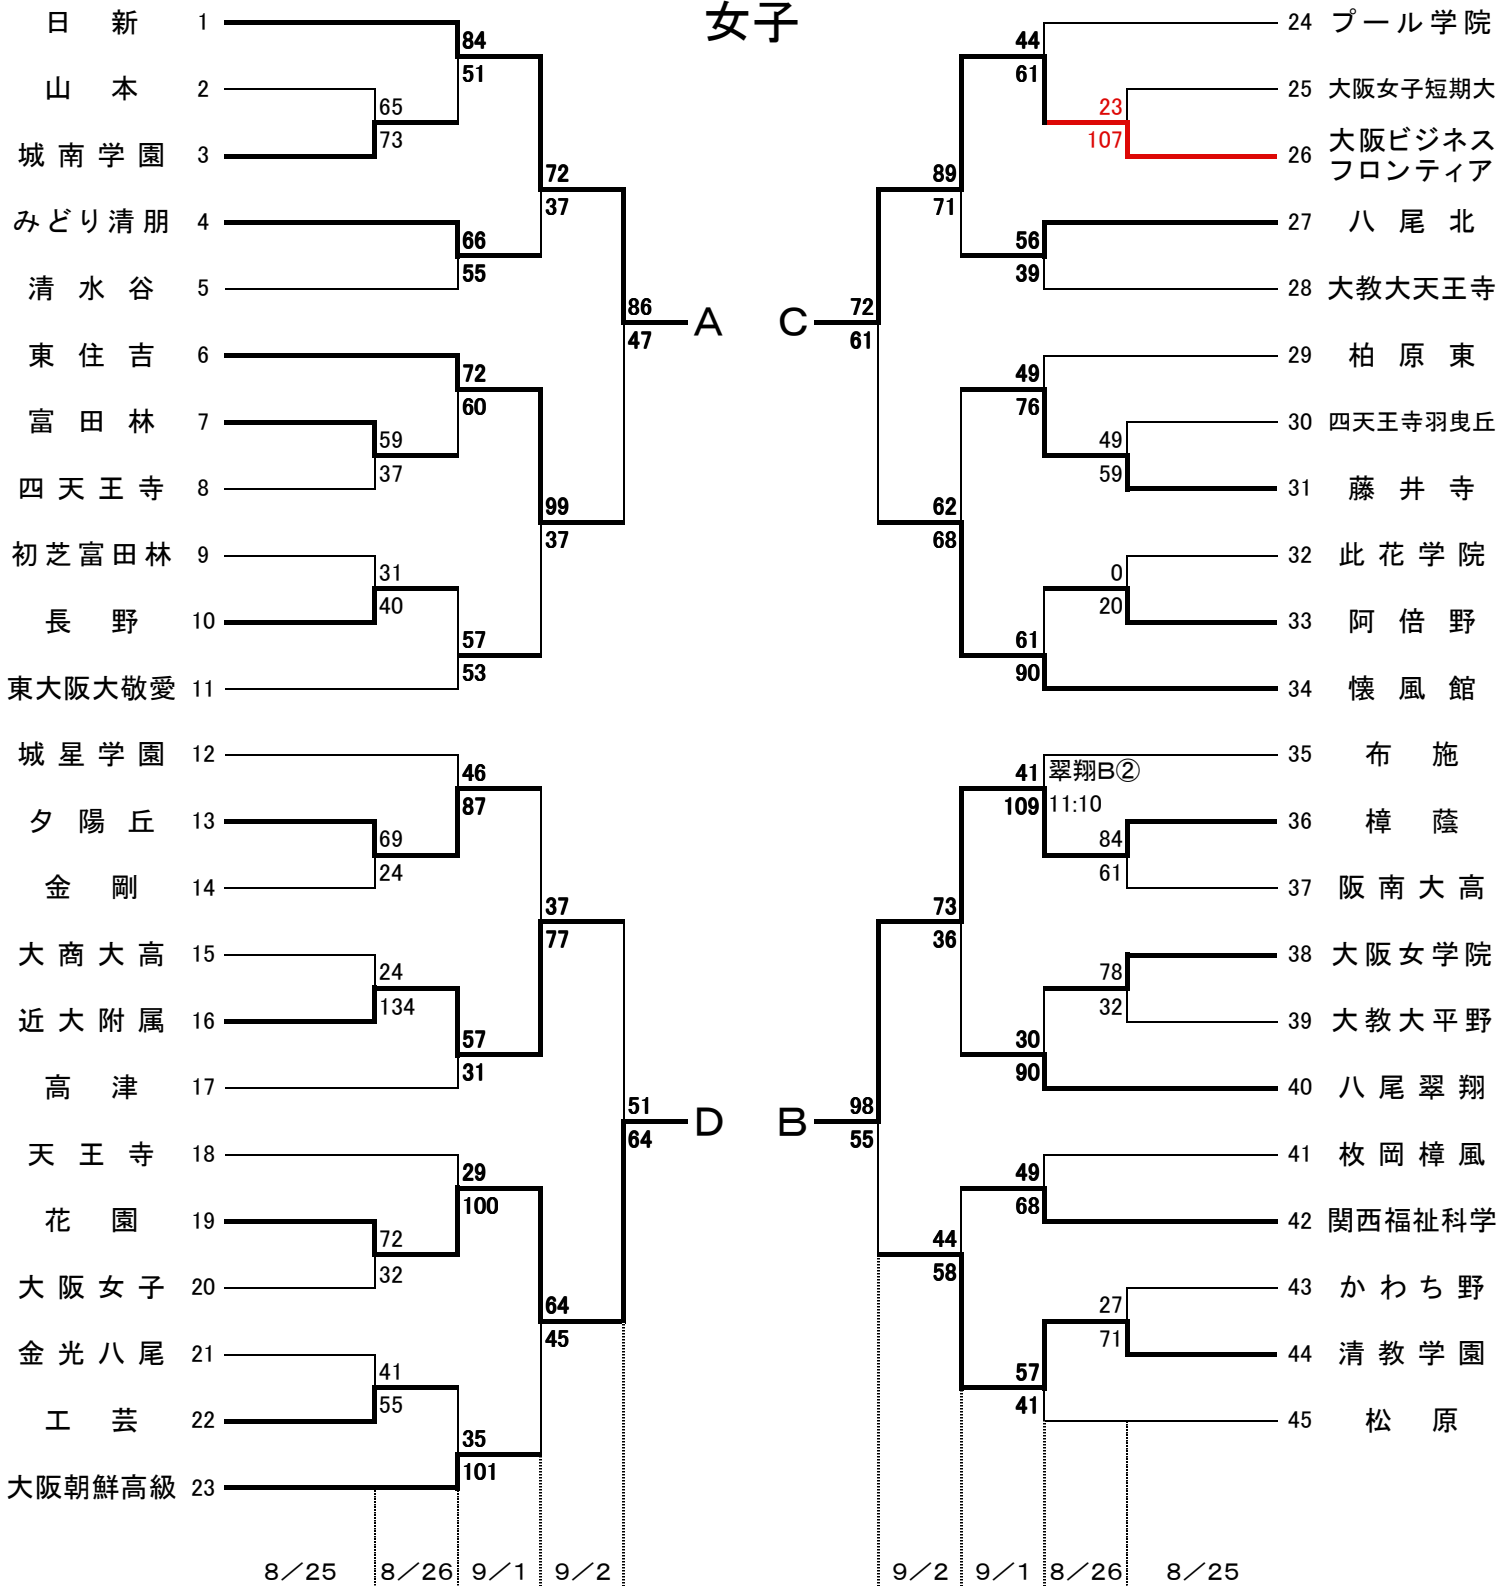 女子
日新 1
84
51
山本 2
65
73
城南学園 3
72
37
みどり清朋 4
66
55
清水谷 5
86
47
A
東住吉 6
72
60
富田林 7
59
37
四天王寺 8
99
37
初芝富田林 9
31
40
長野 10
57
53
東大阪大敬愛 11
城星学園 12
46
87
夕陽丘 13
69
24
金剛 14
37
77
大商大高 15
24
134
近大附属 16
57
31
高津 17
51
64
D
天王寺 18
29
100
花園 19
72
32
大阪女子 20
64
45
金光八尾 21
41
55
工芸 22
35
101
大阪朝鮮高級 23
8/25 8/26 9/1 9/2
24 プール学院
44
61
25 大阪女子短期大
23
107
26 大阪ビジネス
フロンティア
89
71
27 八尾北
56
39
28 大教大天王寺
C
72
61
29 柏原東
49
76
30 四天王寺羽曳丘
49
59
31 藤井寺
62
68
32 此花学院
0
20
33 阿倍野
61
90
34 懐風館
35 布施
41
109
翠翔B②
11:10
36 樟蔭
84
61
37 阪南大高
73
36
38 大阪女学院
78
32
39 大教大平野
30
90
40 八尾翠翔
B
98
55
41 枚岡樟風
49
68
42 関西福祉科学
44
58
43 かわち野
27
71
44 清教学園
57
41
45 松原
9/2 9/1 8/26 8/25